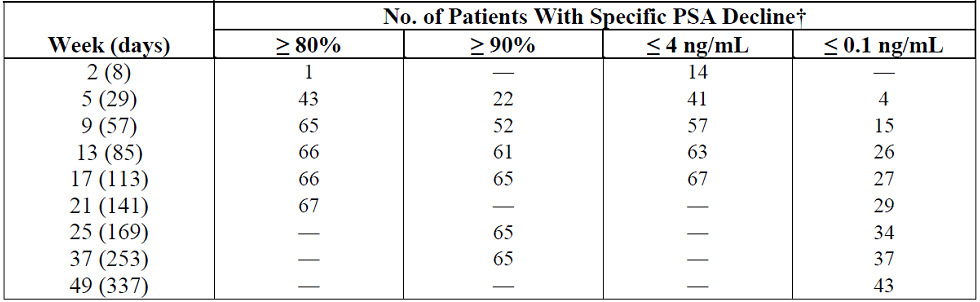 No. of Patients With Specific PSA Decline†
Week (days) ≥ 80% ≥ 90% ≤ 4 ng/mL ≤ 0.1 ng/mL
2 (8) 1 — 14 —
5 (29) 43 22 41 4
9 (57) 65 52 57 15
13 (85) 66 61 63 26
17 (113) 66 65 67 27
21 (141) 67 — — 29
25 (169) — 65 — 34
37 (253) — 65 — 37
49 (337) — — — 43